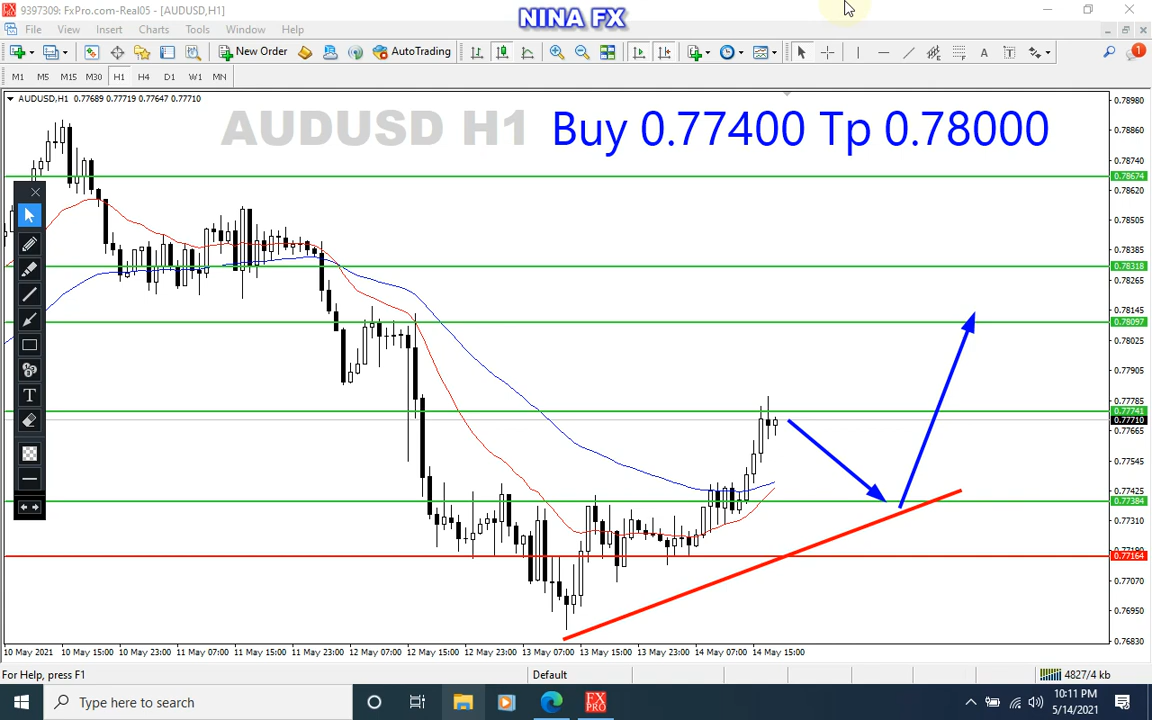 9397309: FxPro.com-Real05 - [AUDUSD,H1]
NINA FX
File View Insert Charts Tools Window Help
New Order AutoTrading A T 1
M1 M5 M15 M30 H1 H4 D1 W1 MN
AUDUSD,H1 0.77689 0.77719 0.77647 0.77710
AUDUSD H1 Buy 0.77400 Tp 0.78000
0.78980
0.78860
0.78740
0.78674
0.78620
0.78505
0.78385
0.78318
0.78265
0.78145
0.78097
0.78025
0.77905
0.77785
0.77741
0.77710
0.77665
0.77545
0.77425
0.77384
0.77310
0.77190
0.77164
0.77070
0.76950
0.76830
T
10 May 2021 10 May 15:00 10 May 23:00 11 May 07:00 11 May 15:00 11 May 23:00 12 May 07:00 12 May 15:00 12 May 23:00 13 May 07:00 13 May 15:00 13 May 23:00 14 May 07:00 14 May 15:00
For Help, press F1 Default 4827/4 kb
Type here to search
FX PRO
10:11 PM
5/14/2021